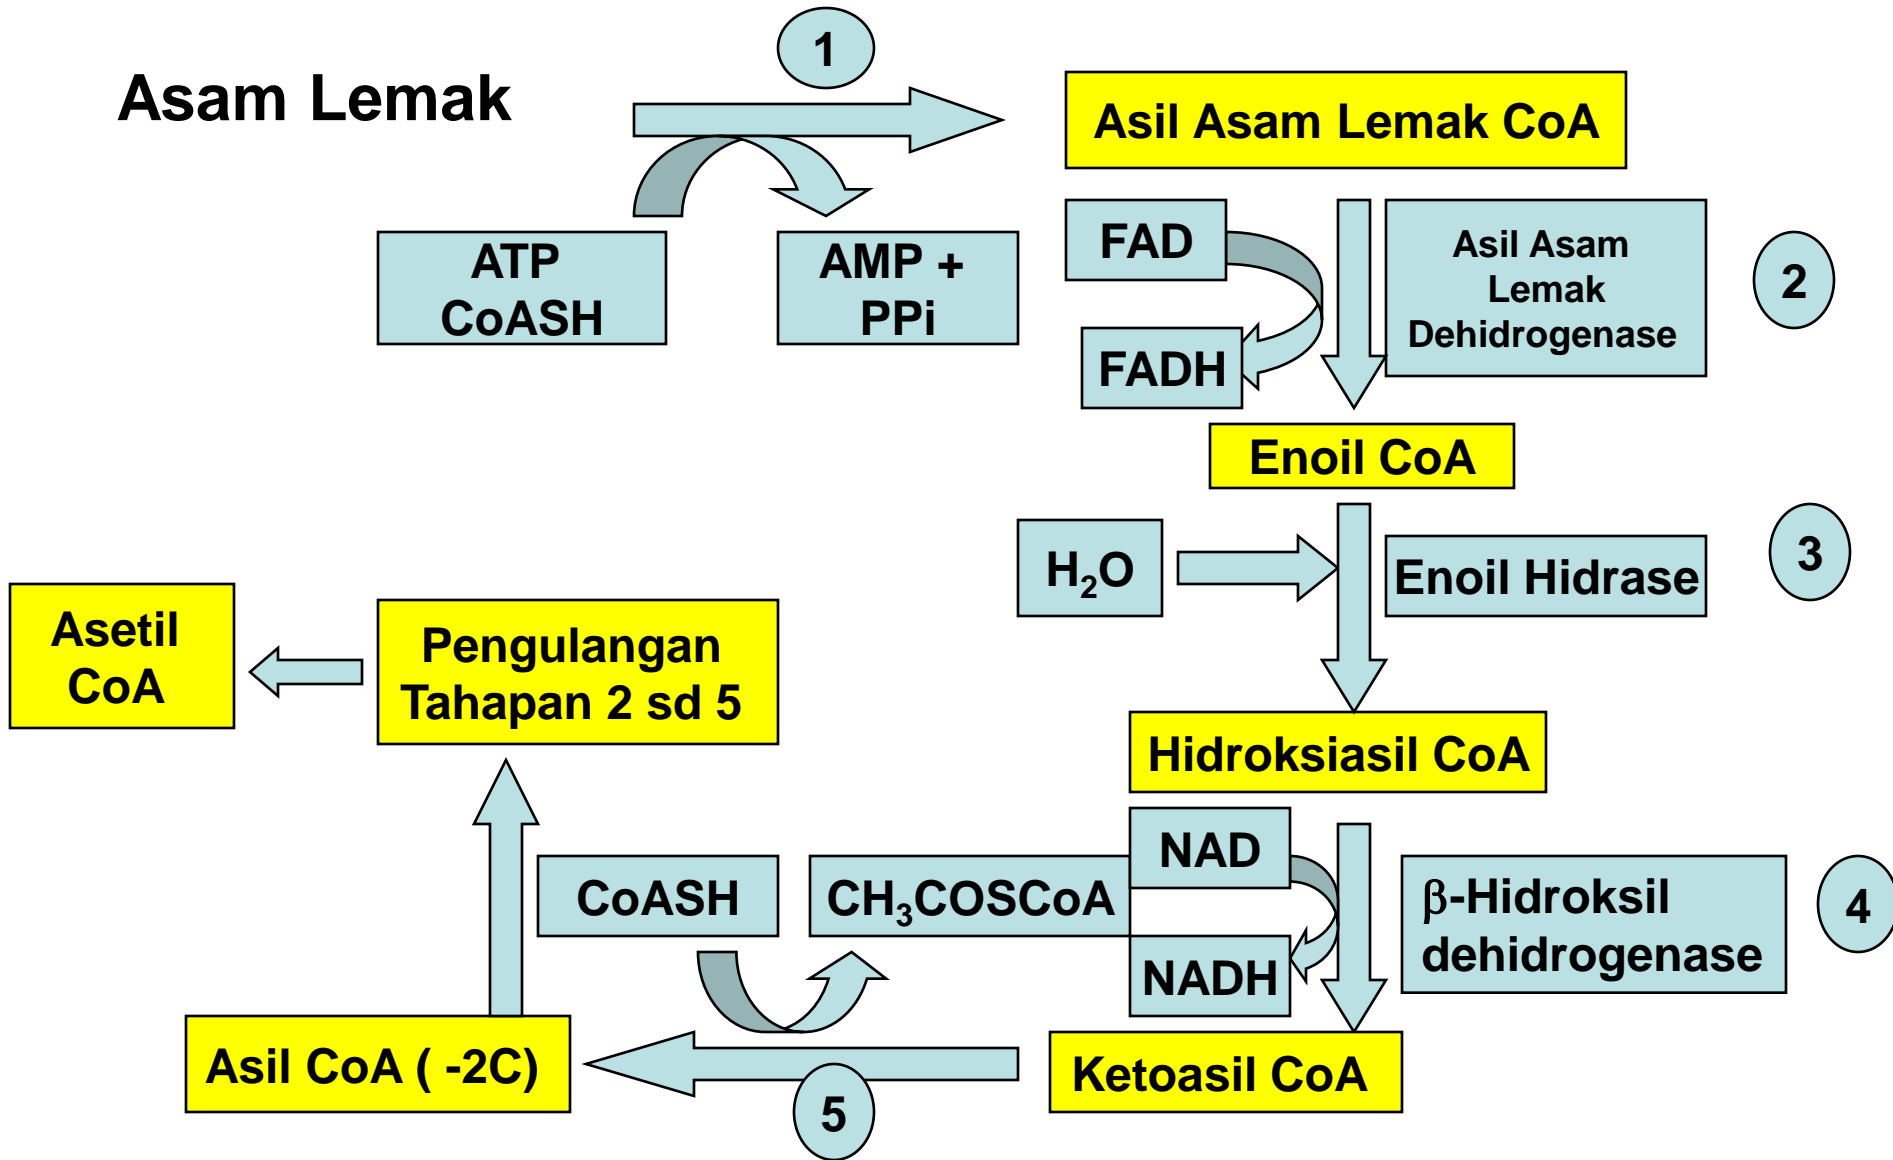 1
Asam Lemak
Asil Asam Lemak CoA
ATP
CoASH
AMP +
PPi
FAD
FADH
Asil Asam
Lemak
Dehidrogenase
2
Enoil CoA
H₂O
Enoil Hidrase
3
Asetil
CoA
Pengulangan
Tahapan 2 sd 5
Hidroksiasil CoA
NAD
NADH
CoASH
CH₃COSCoA
β-Hidroksil
dehidrogenase
4
Asil CoA ( -2C)
Ketoasil CoA
5